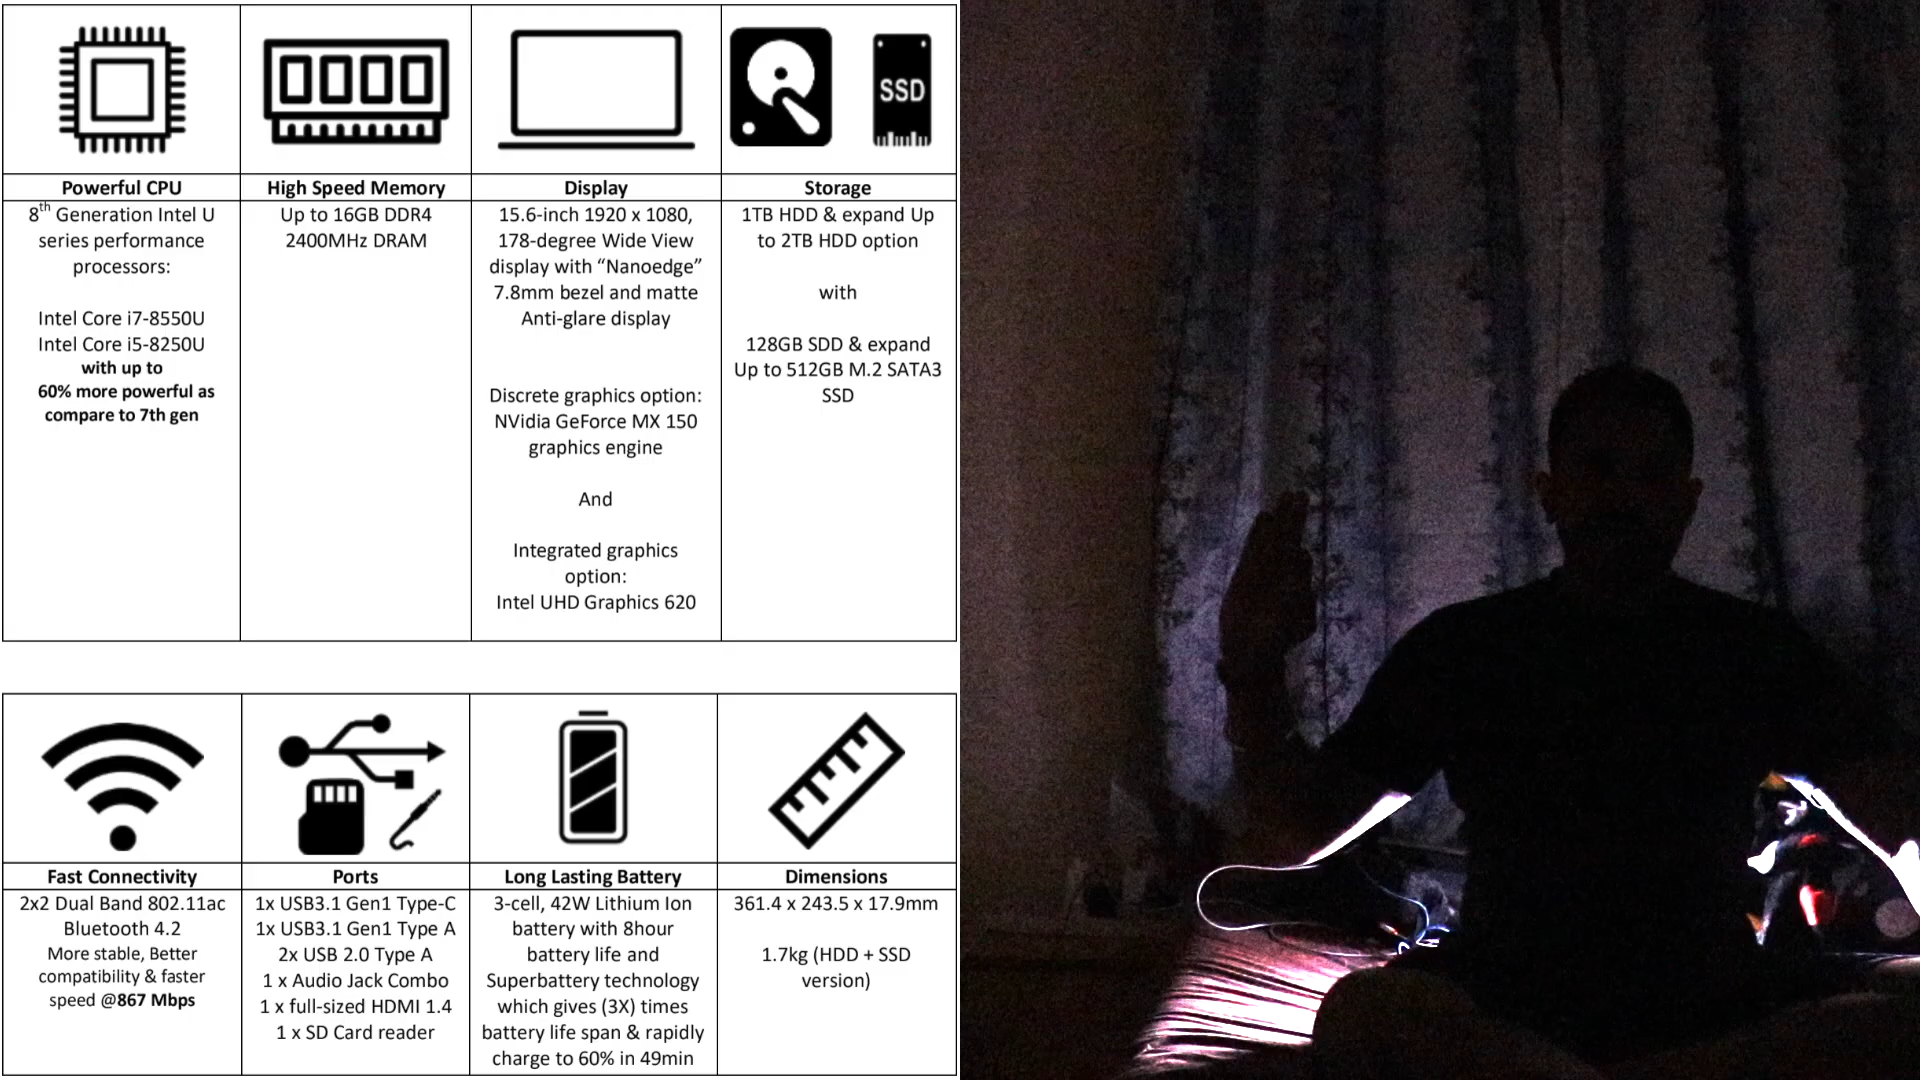 SSD
Powerful CPU
8th Generation Intel U
series performance
processors:
Intel Core i7-8550U
Intel Core i5-8250U
with up to
60% more powerful as
compare to 7th gen
High Speed Memory
Up to 16GB DDR4
2400MHz DRAM
Display
15.6-inch 1920 x 1080,
178-degree Wide View
display with “Nanoedge”
7.8mm bezel and matte
Anti-glare display
Discrete graphics option:
NVidia GeForce MX 150
graphics engine
And
Integrated graphics
option:
Intel UHD Graphics 620
Storage
1TB HDD & expand Up
to 2TB HDD option
with
128GB SDD & expand
Up to 512GB M.2 SATA3
SSD
Fast Connectivity
2x2 Dual Band 802.11ac
Bluetooth 4.2
More stable, Better
compatibility & faster
speed @867 Mbps
Ports
1x USB3.1 Gen1 Type-C
1x USB3.1 Gen1 Type A
2x USB 2.0 Type A
1 x Audio Jack Combo
1 x full-sized HDMI 1.4
1 x SD Card reader
Long Lasting Battery
3-cell, 42W Lithium Ion
battery with 8hour
battery life and
Superbattery technology
which gives (3X) times
battery life span & rapidly
charge to 60% in 49min
Dimensions
361.4 x 243.5 x 17.9mm
1.7kg (HDD + SSD
version)